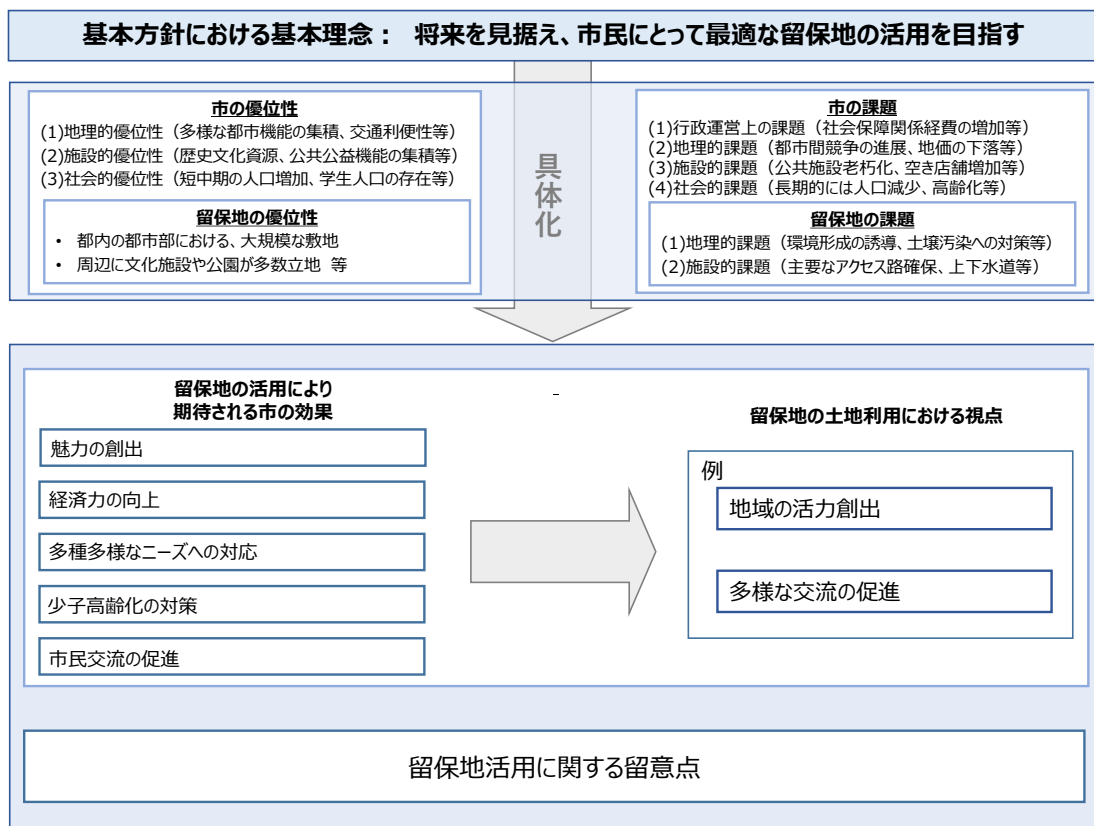 基本方針における基本理念： 将来を見据え、市民にとって最適な留保地の活用を目指す
市の優位性
(1)地理的優位性（多様な都市機能の集積、交通利便性等）
(2)施設的優位性（歴史文化資源、公共公益機能の集積等）
(3)社会的優位性（短中期の人口増加、学生人口の存在等）
留保地の優位性
• 都内の都市部における、大規模な敷地
• 周辺に文化施設や公園が多数立地 等
具体化
市の課題
(1)行政運営上の課題（社会保障関係経費の増加等）
(2)地理的課題（都市間競争の進展、地価の下落等）
(3)施設的課題（公共施設老朽化、空き店舗増加等）
(4)社会的課題（長期的には人口減少、高齢化等）
留保地の課題
(1)地理的課題（環境形成の誘導、土壌汚染への対策等）
(2)施設的課題（主要なアクセス路確保、上下水道等）
留保地の活用により
期待される市の効果
魅力の創出
経済力の向上
多種多様なニーズへの対応
少子高齢化の対策
市民交流の促進
留保地の土地利用における視点
例
地域の活力創出
多様な交流の促進
留保地活用に関する留意点